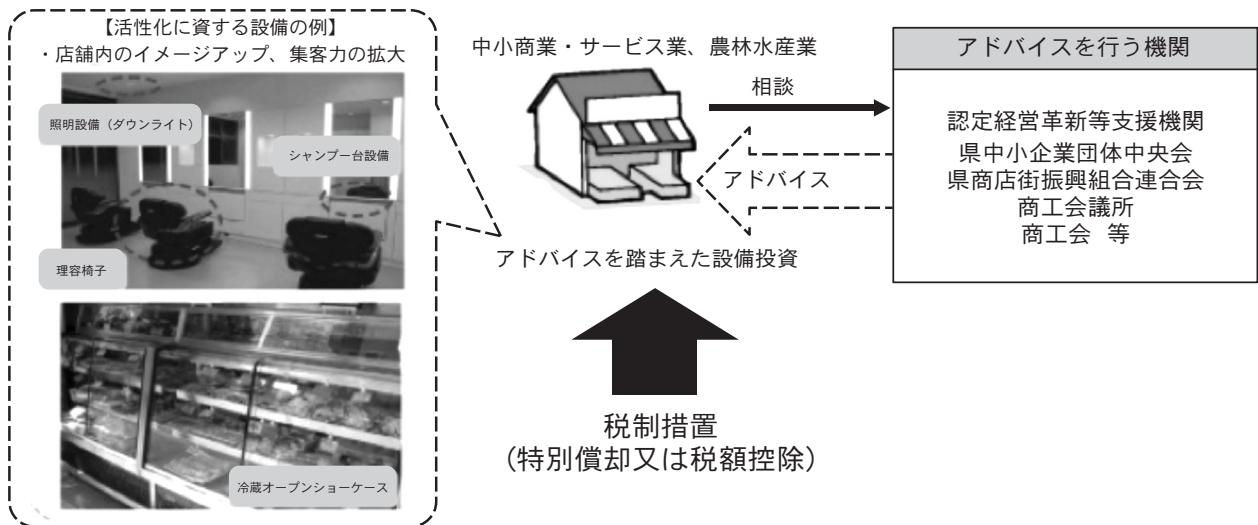 【活性化に資する設備の例】
・店舗内のイメージアップ、集客力の拡大
照明設備（ダウンライト）
シャンプー台設備
理容椅子
冷蔵オープンショーケース
中小商業・サービス業、農林水産業
相談
アドバイス
アドバイスを踏まえた設備投資
税制措置
（特別償却又は税額控除）
アドバイスを行う機関
認定経営革新等支援機関
県中小企業団体中央会
県商店街振興組合連合会
商工会議所
商工会 等